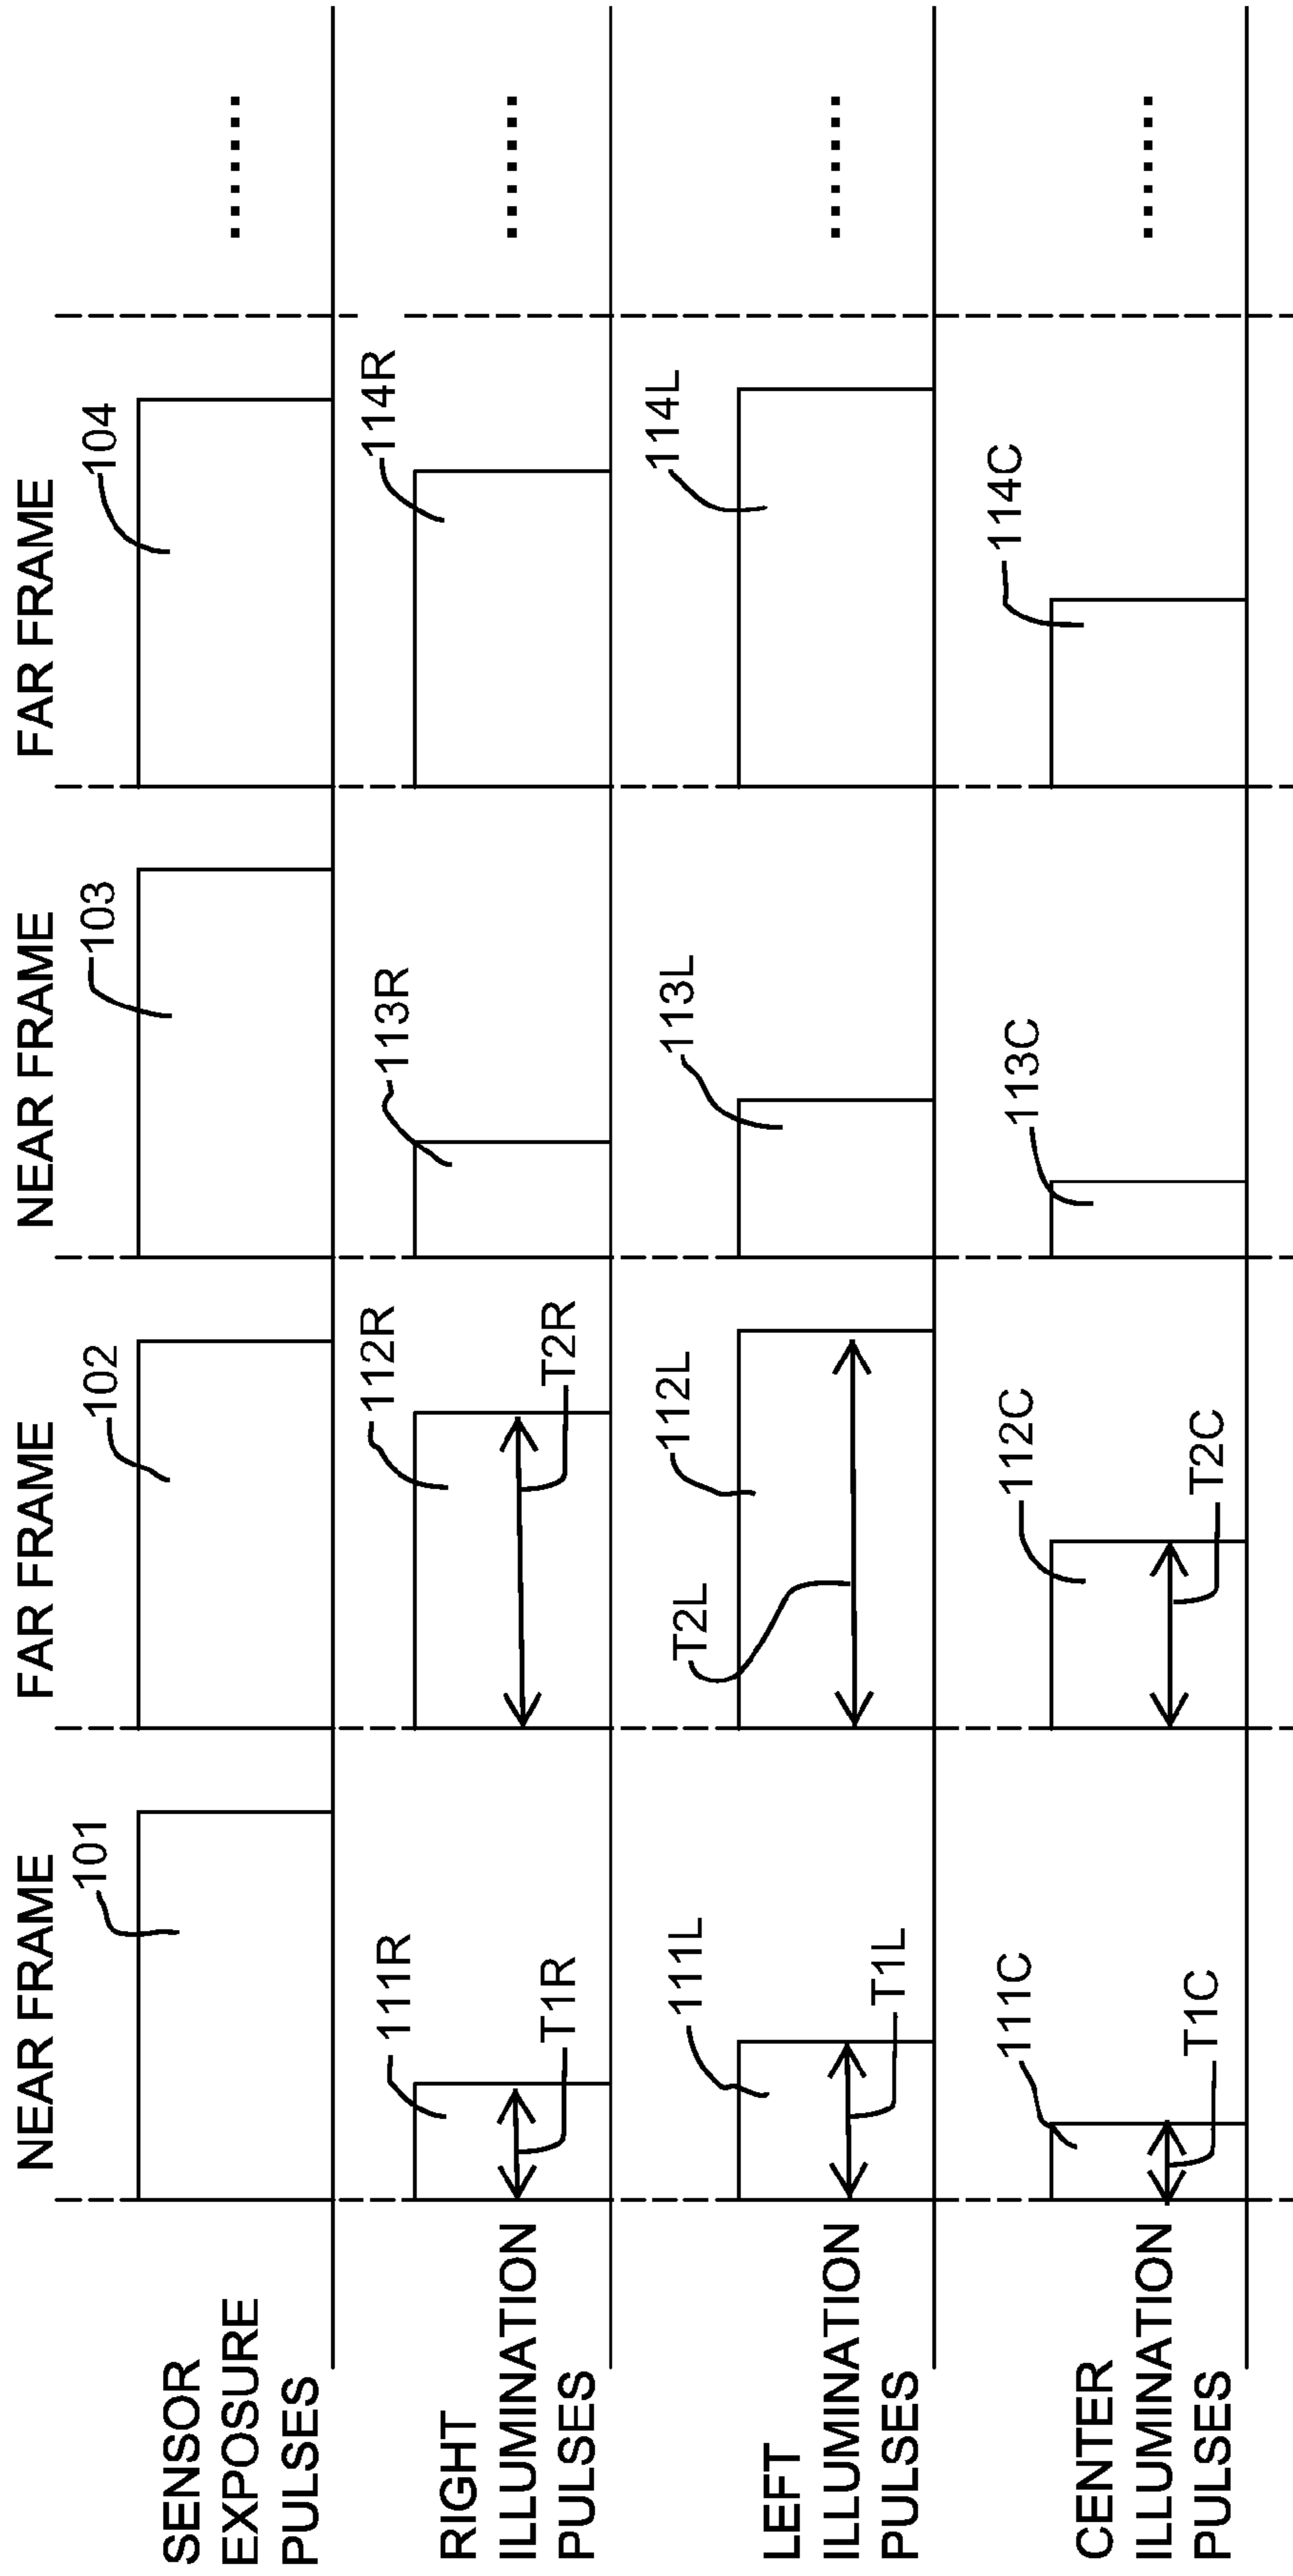 NEAR FRAME
FAR FRAME
NEAR FRAME
FAR FRAME
SENSOR
EXPOSURE
PULSES
101
102
103
104
.......
RIGHT
ILLUMINATION
PULSES
111R
T1R
112R
T2R
113R
114R
.......
LEFT
ILLUMINATION
PULSES
111L
T1L
T2L
112L
113L
114L
.......
CENTER
ILLUMINATION
PULSES
111C
T1C
112C
T2C
113C
114C
.......